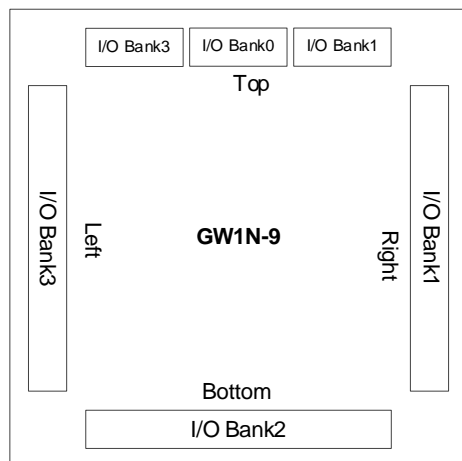 I/O Bank3
I/O Bank0
I/O Bank1
Top
I/O Bank3
Left
GW1N-9
Right
I/O Bank1
Bottom
I/O Bank2